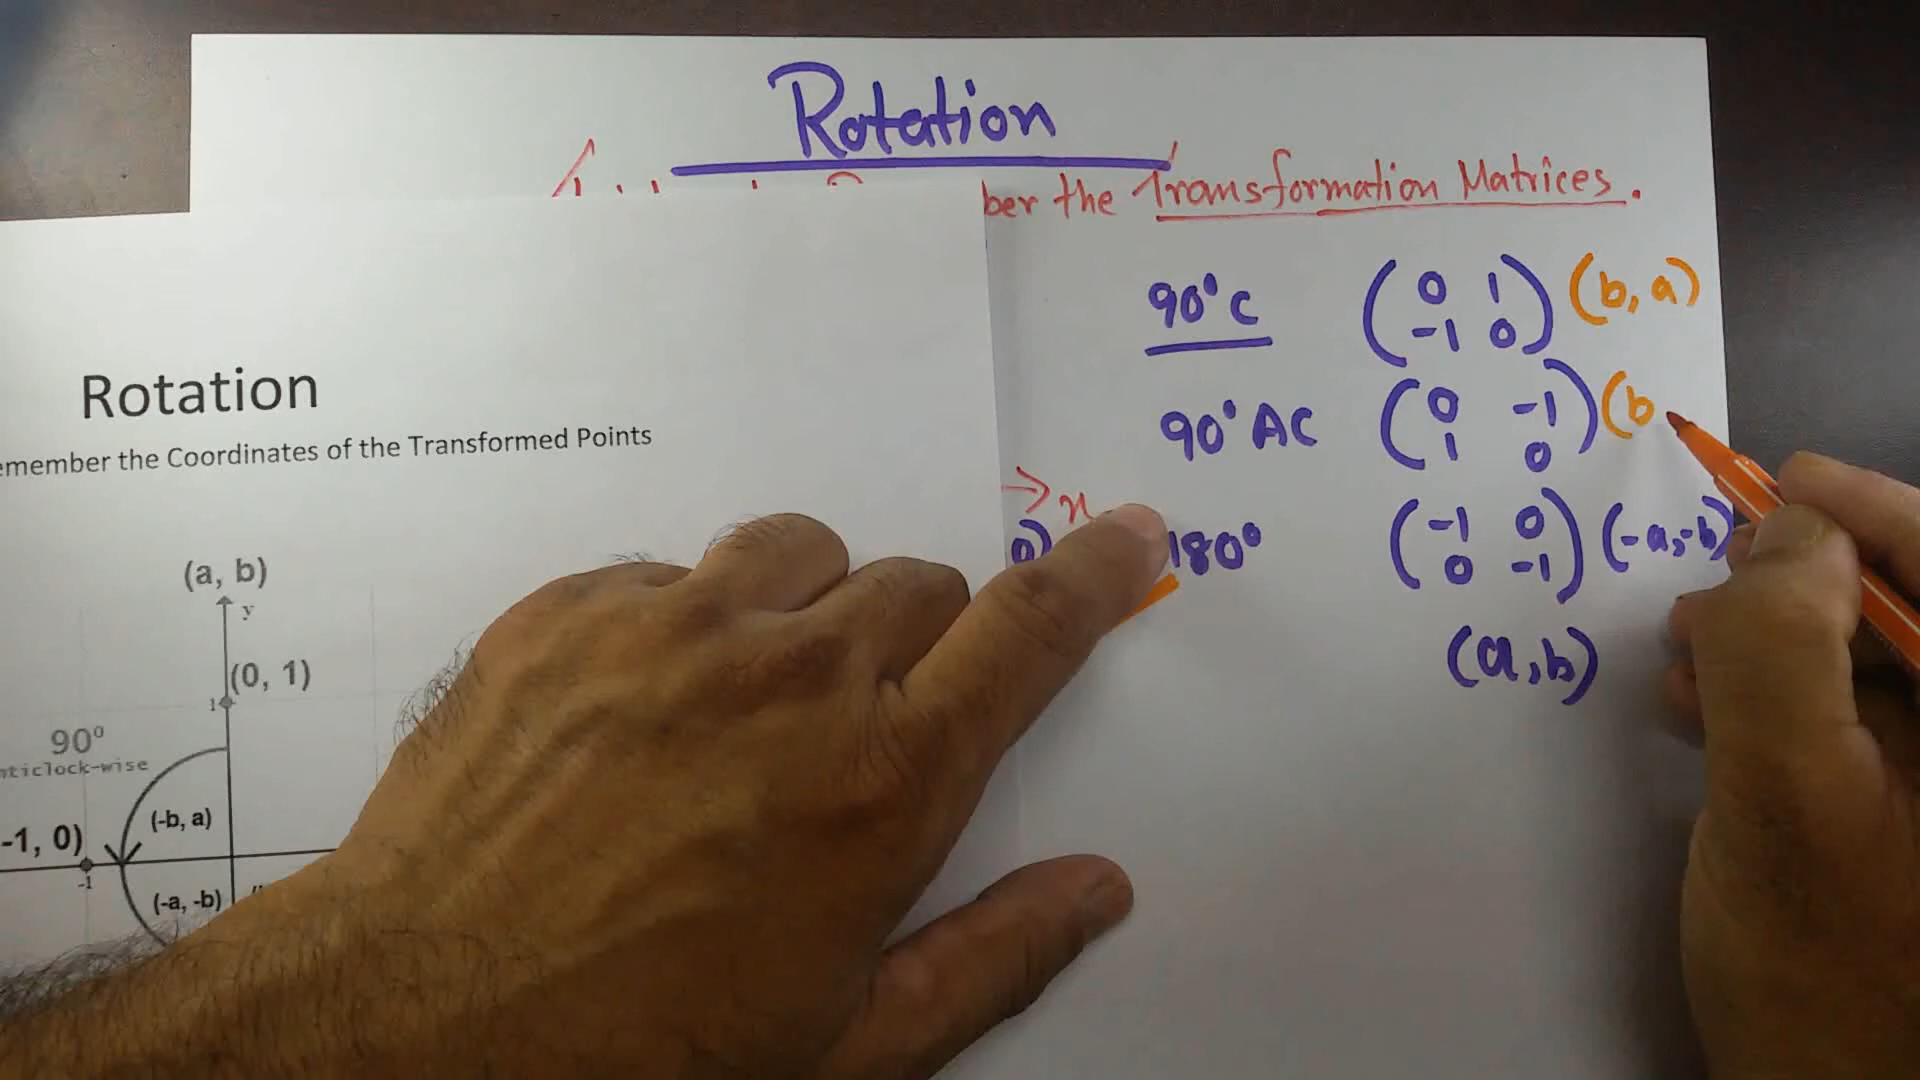 Rotation
ber the Transformation Matrices.
90°C (0 1 -1 0) (b, a)
90°AC (0 -1 1 0) (b
→ x
180° (-1 0 0 -1) (-a,-b)
(a,b)
Rotation
emember the Coordinates of the Transformed Points
(a, b)
y
(0, 1)
1
90°
nticlock-wise
(-b, a)
-1, 0)
-1
(-a, -b)